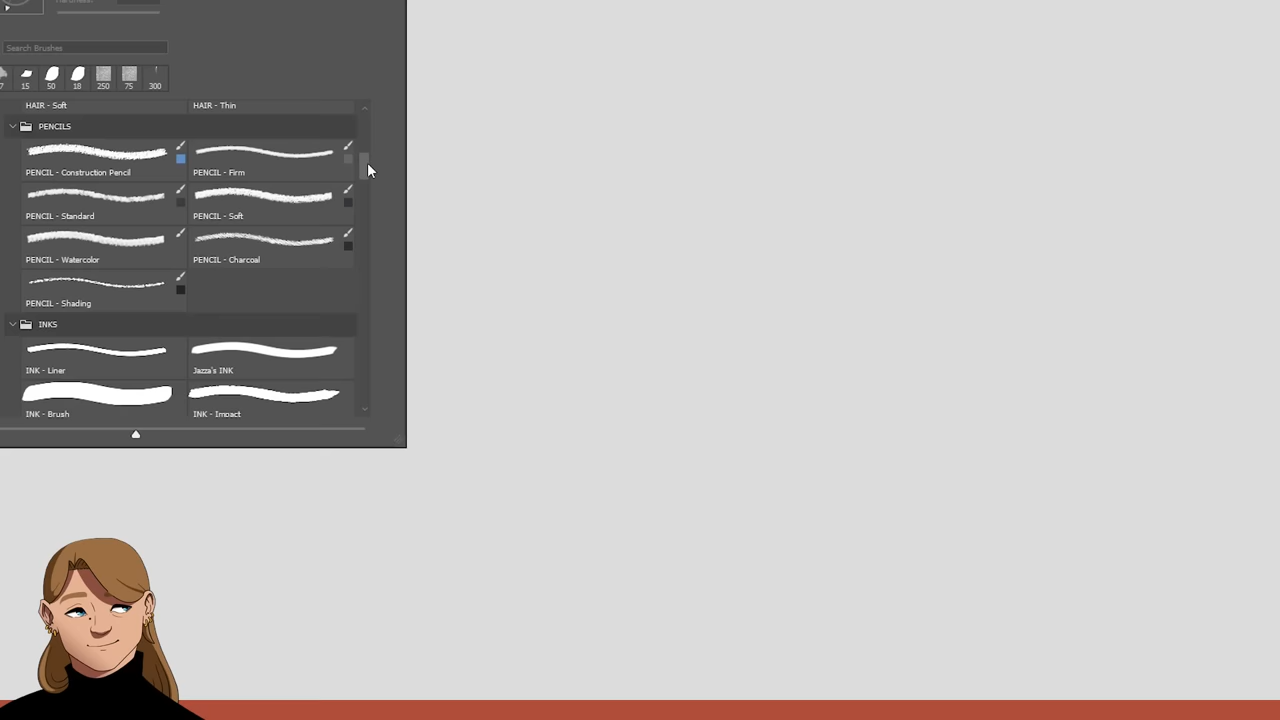 Search Brushes
7 15 50 18 250 75 300
HAIR - Soft HAIR - Thin
PENCILS
PENCIL - Construction Pencil PENCIL - Firm
PENCIL - Standard PENCIL - Soft
PENCIL - Watercolor PENCIL - Charcoal
PENCIL - Shading
INKS
INK - Liner Jazza's INK
INK - Brush INK - Impact